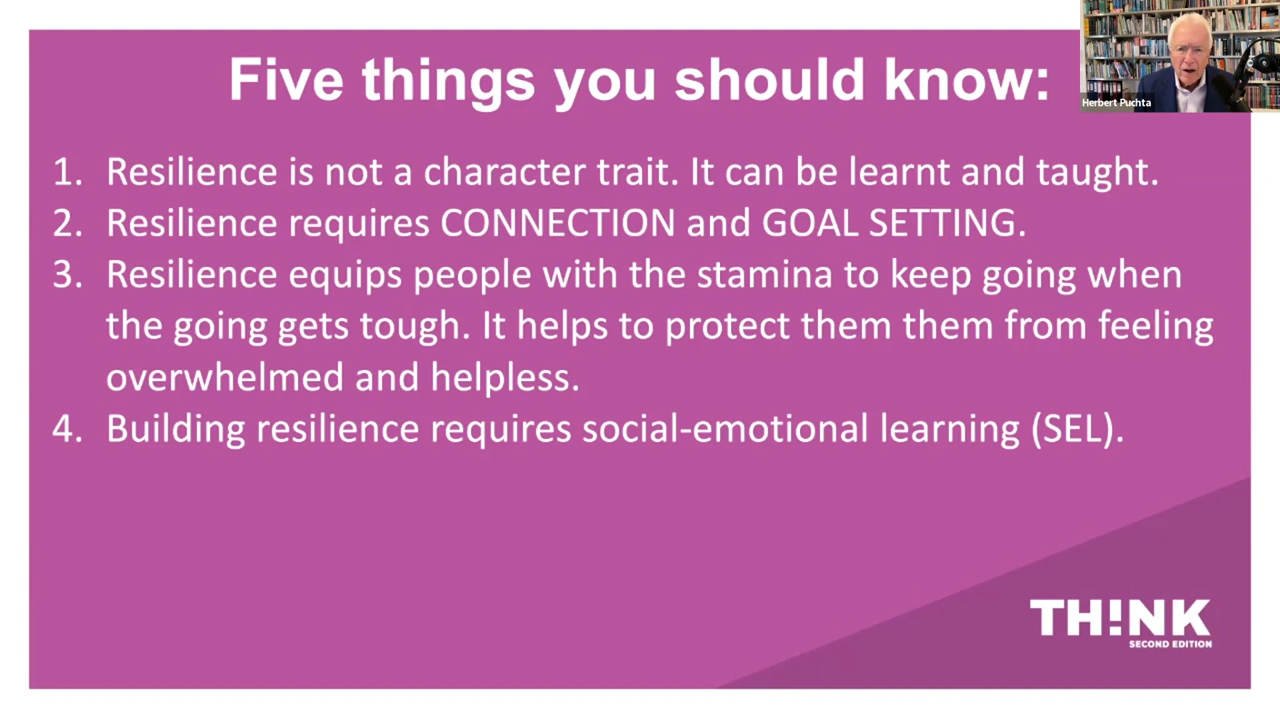 Five things you should know:
Herbert Puchta
1. Resilience is not a character trait. It can be learnt and taught.
2. Resilience requires CONNECTION and GOAL SETTING.
3. Resilience equips people with the stamina to keep going when
the going gets tough. It helps to protect them them from feeling
overwhelmed and helpless.
4. Building resilience requires social-emotional learning (SEL).
TH!NK
SECOND EDITION